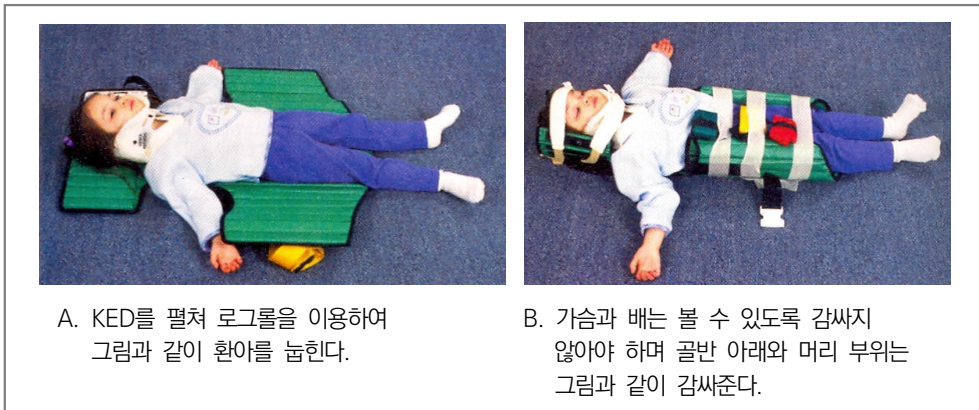 A. KED를 펼쳐 로그롤을 이용하여
그림과 같이 환아를 눕힌다.
B. 가슴과 배는 볼 수 있도록 감싸지
않아야 하며 골반 아래와 머리 부위는
그림과 같이 감싸준다.